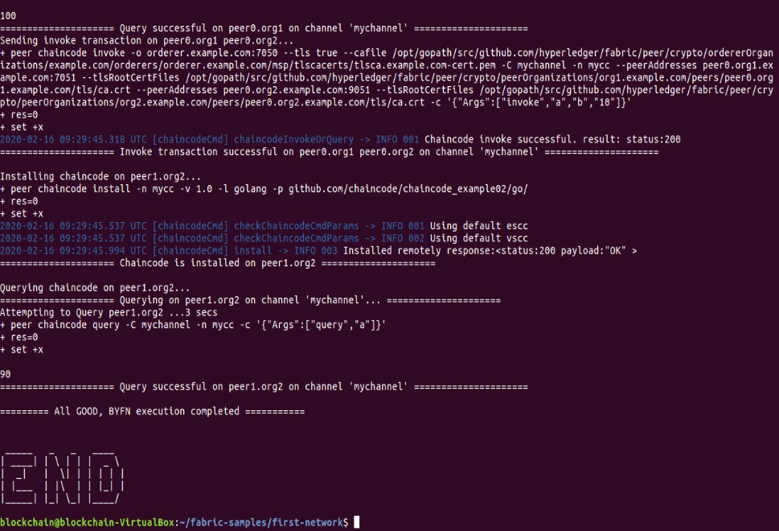 100
===================== Query successful on peer0.org1 on channel 'mychannel' =====================
Sending invoke transaction on peer0.org1 peer0.org2...
+ peer chaincode invoke -o orderer.example.com:7050 --tls true --cafile /opt/gopath/src/github.com/hyperledger/fabric/peer/crypto/ordererOrgan
izations/example.com/orderers/orderer.example.com/msp/tlscacerts/tlsca.example.com-cert.pem -C mychannel -n mycc --peerAddresses peer0.org1.ex
ample.com:7051 --tlsRootCertFiles /opt/gopath/src/github.com/hyperledger/fabric/peer/crypto/peerOrganizations/org1.example.com/peers/peer0.org
1.example.com/tls/ca.crt --peerAddresses peer0.org2.example.com:9051 --tlsRootCertFiles /opt/gopath/src/github.com/hyperledger/fabric/peer/cry
pto/peerOrganizations/org2.example.com/peers/peer0.org2.example.com/tls/ca.crt -c '{"Args":["invoke","a","b","10"]}'
+ res=0
+ set +x
2020-02-16 09:29:45.318 UTC [chaincodeCmd] chaincodeInvokeOrQuery -> INFO 001 Chaincode invoke successful. result: status:200
===================== Invoke transaction successful on peer0.org1 peer0.org2 on channel 'mychannel' =====================
Installing chaincode on peer1.org2...
+ peer chaincode install -n mycc -v 1.0 -l golang -p github.com/chaincode/chaincode_example02/go/
+ res=0
+ set +x
2020-02-16 09:29:45.537 UTC [chaincodeCmd] checkChaincodeCmdParams -> INFO 001 Using default escc
2020-02-16 09:29:45.537 UTC [chaincodeCmd] checkChaincodeCmdParams -> INFO 002 Using default vscc
2020-02-16 09:29:45.994 UTC [chaincodeCmd] install -> INFO 003 Installed remotely response:<status:200 payload:"OK" >
===================== Chaincode is installed on peer1.org2 =====================
Querying chaincode on peer1.org2...
===================== Querying on peer1.org2 on channel 'mychannel'... =====================
Attempting to Query peer1.org2 ...3 secs
+ peer chaincode query -C mychannel -n mycc -c '{"Args":["query","a"]}'
+ res=0
+ set +x
90
===================== Query successful on peer1.org2 on channel 'mychannel' =====================
========= All GOOD, BYFN execution completed ===========
END
blockchain@blockchain-VirtualBox:~/fabric-samples/first-network$